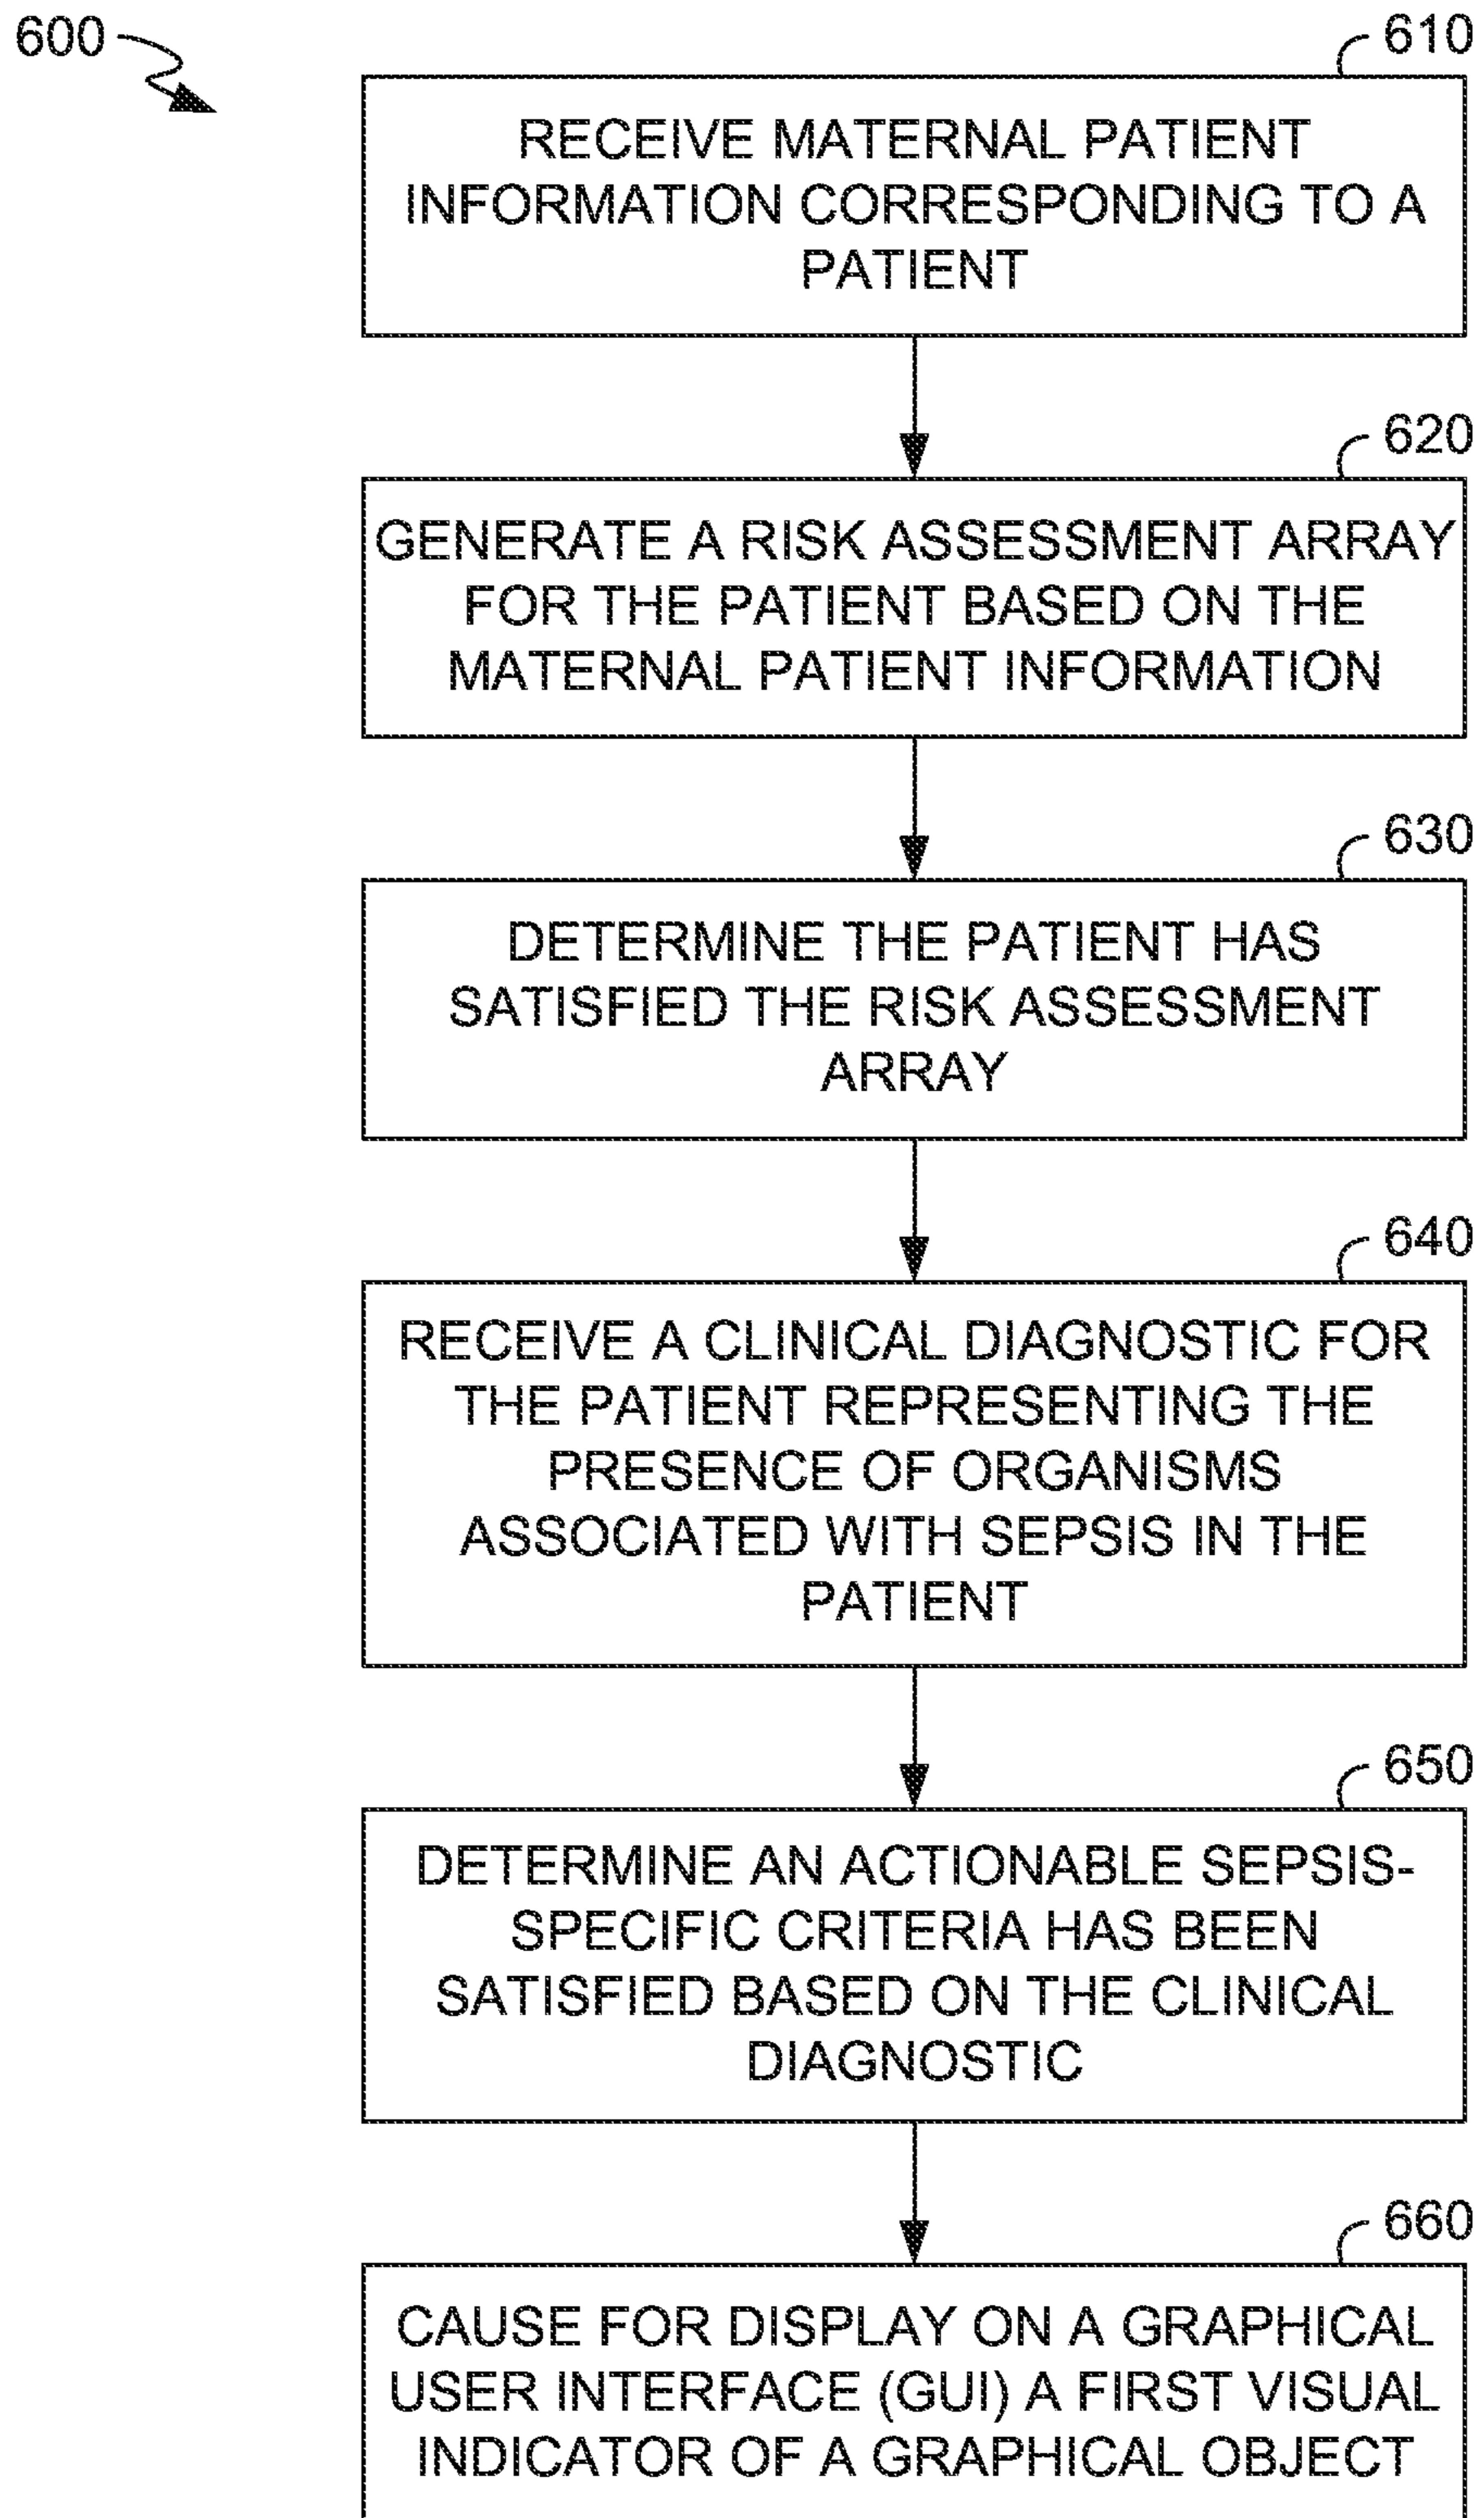 600
610
RECEIVE MATERNAL PATIENT
INFORMATION CORRESPONDING TO A
PATIENT
620
GENERATE A RISK ASSESSMENT ARRAY
FOR THE PATIENT BASED ON THE
MATERNAL PATIENT INFORMATION
630
DETERMINE THE PATIENT HAS
SATISFIED THE RISK ASSESSMENT
ARRAY
640
RECEIVE A CLINICAL DIAGNOSTIC FOR
THE PATIENT REPRESENTING THE
PRESENCE OF ORGANISMS
ASSOCIATED WITH SEPSIS IN THE
PATIENT
650
DETERMINE AN ACTIONABLE SEPSIS-
SPECIFIC CRITERIA HAS BEEN
SATISFIED BASED ON THE CLINICAL
DIAGNOSTIC
660
CAUSE FOR DISPLAY ON A GRAPHICAL
USER INTERFACE (GUI) A FIRST VISUAL
INDICATOR OF A GRAPHICAL OBJECT